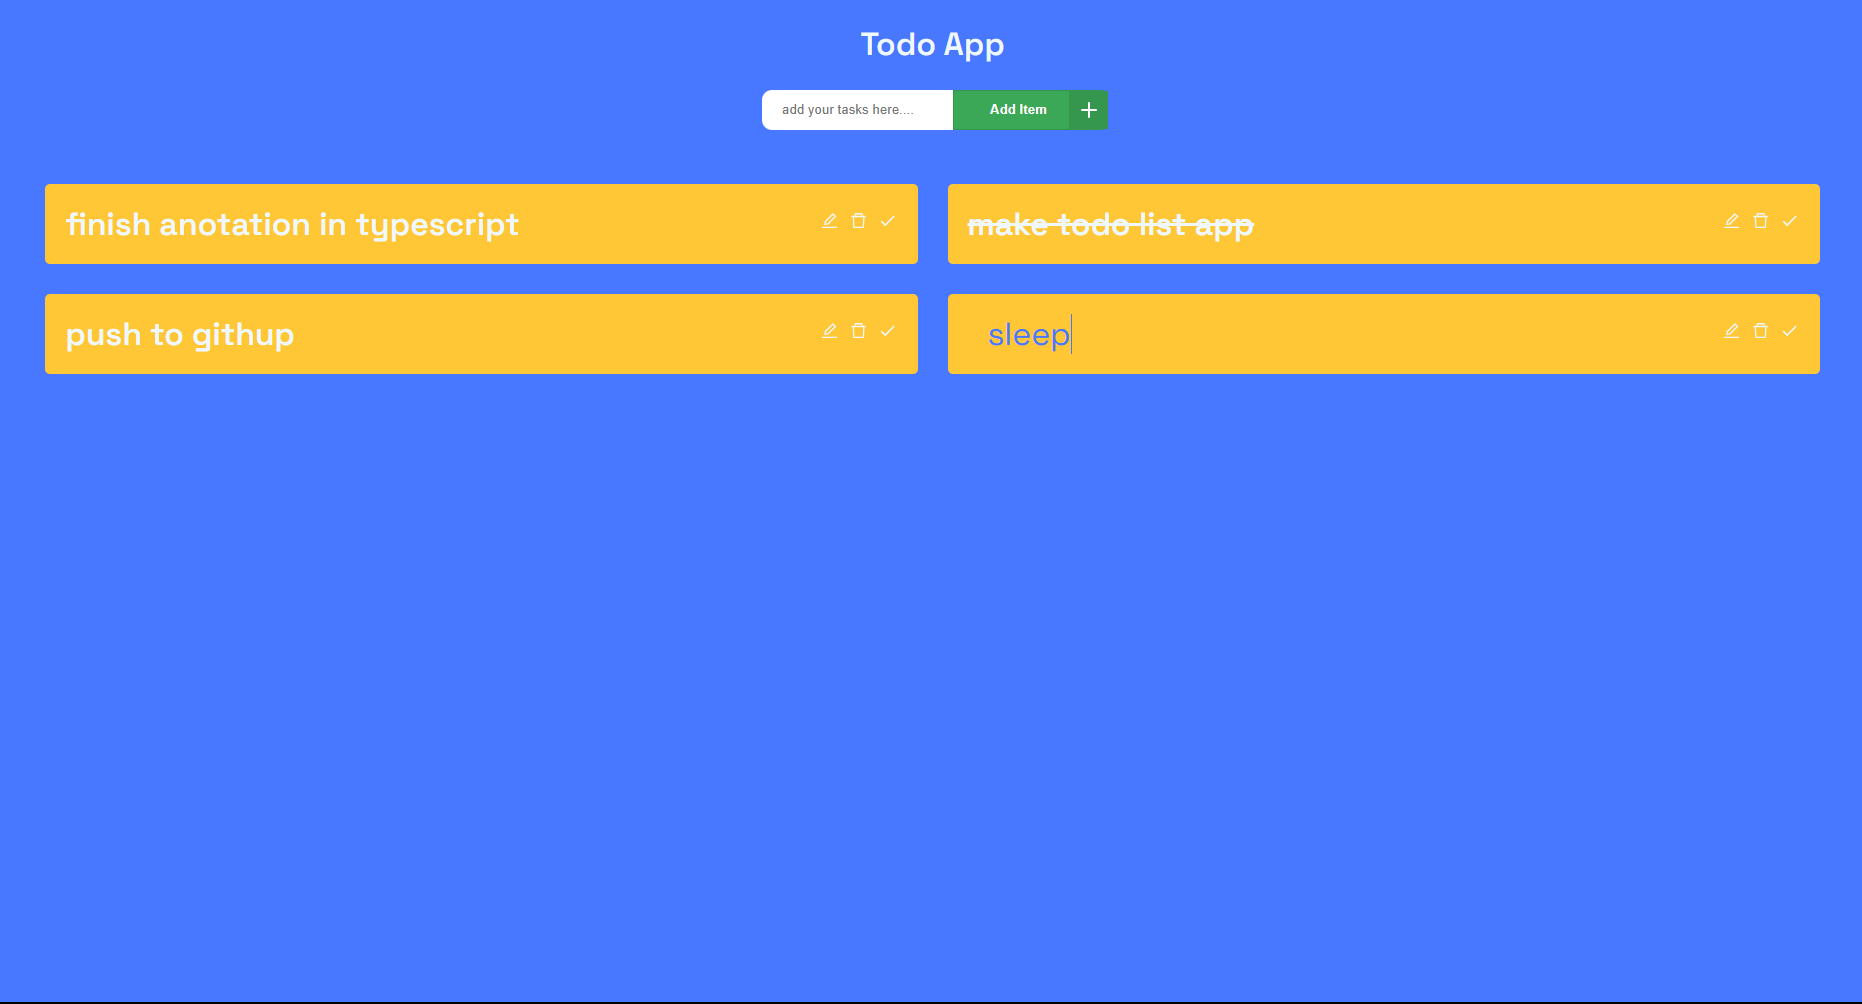 Todo App
add your tasks here....
Add Item
finish anotation in typescript
make todo list app
push to githup
sleep